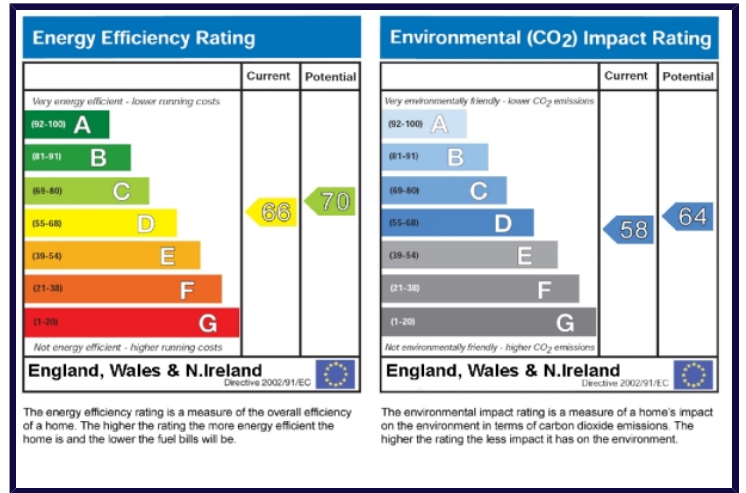 Energy Efficiency Rating
Current Potential
Very energy efficient - lower running costs
(92-100) A
(81-91) B
(69-80) C
(55-68) D
(39-54) E
(21-38) F
(1-20) G
66
70
Not energy efficient - higher running costs
England, Wales & N.Ireland
Directive 2002/91/EC
The energy efficiency rating is a measure of the overall efficiency
of a home. The higher the rating the more energy efficient the
home is and the lower the fuel bills will be.
Environmental (CO2) Impact Rating
Current Potential
Very environmentally friendly - lower CO2 emissions
(92-100) A
(81-91) B
(69-80) C
(55-68) D
(39-54) E
(21-38) F
(1-20) G
58
64
Not environmentally friendly - higher CO2 emissions
England, Wales & N.Ireland
Directive 2002/91/EC
The environmental impact rating is a measure of a home's impact
on the environment in terms of carbon dioxide emissions. The
higher the rating the less impact it has on the environment.